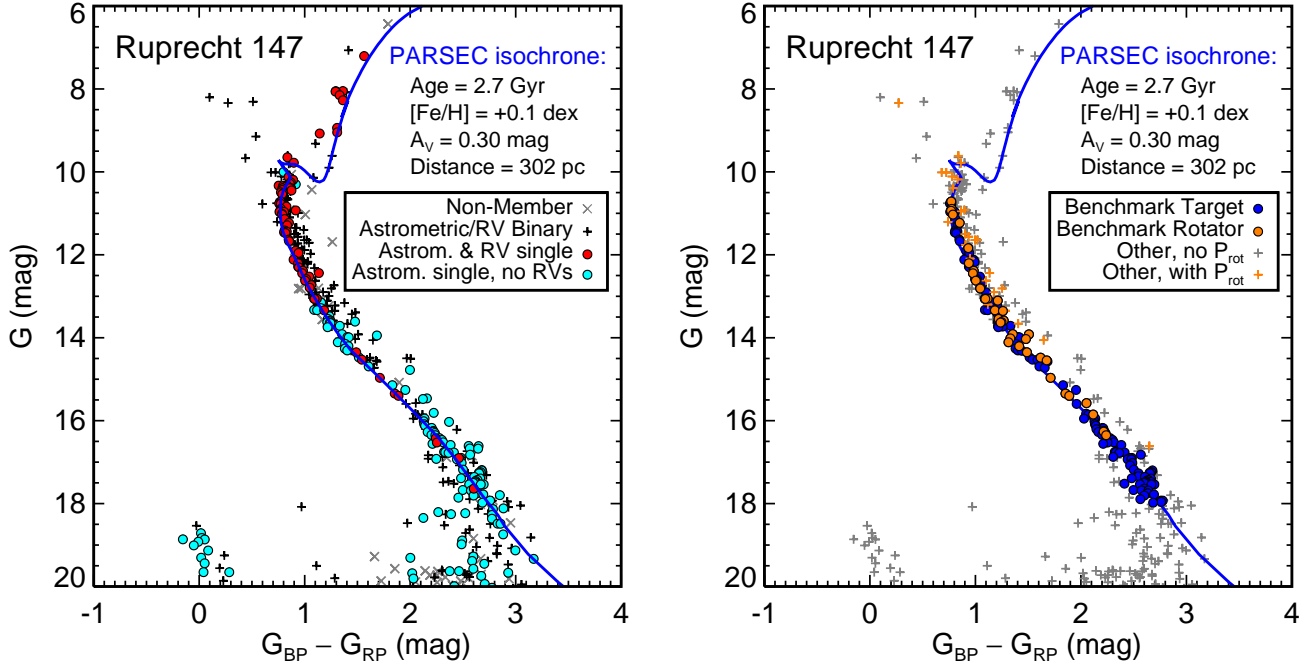 Ruprecht 147
PARSEC isochrone:
Age = 2.7 Gyr
[Fe/H] = +0.1 dex
A_V = 0.30 mag
Distance = 302 pc
Non-Member
Astrometric/RV Binary
Astrom. & RV single
Astrom. single, no RVs
6
8
10
12
14
16
18
20
G (mag)
-1
0
1
2
3
4
G_BP − G_RP (mag)
Ruprecht 147
PARSEC isochrone:
Age = 2.7 Gyr
[Fe/H] = +0.1 dex
A_V = 0.30 mag
Distance = 302 pc
Benchmark Target
Benchmark Rotator
Other, no P_rot
Other, with P_rot
6
8
10
12
14
16
18
20
G (mag)
-1
0
1
2
3
4
G_BP − G_RP (mag)